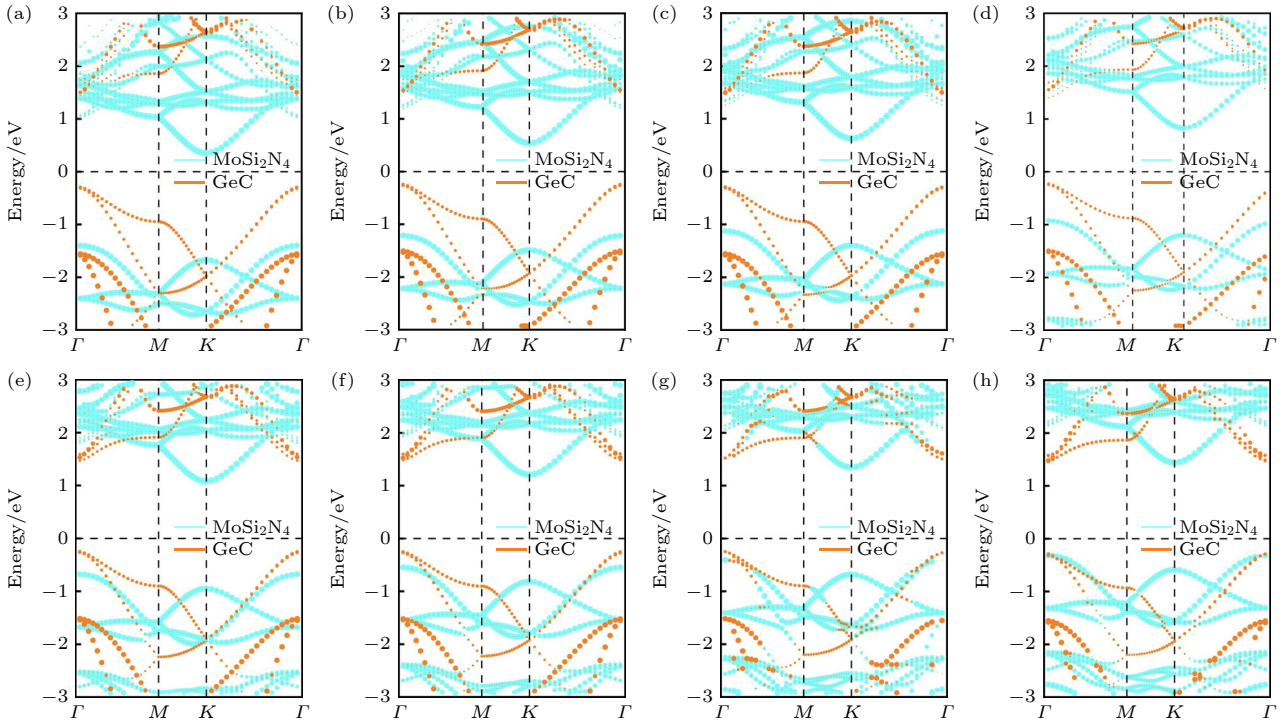 (a) (b) (c) (d)
3 3 3 3
2 2 2 2
1 1 1 1
0 0 0 0
−1 −1 −1 −1
−2 −2 −2 −2
−3 −3 −3 −3
Energy/eV Energy/eV Energy/eV Energy/eV
MoSi₂N₄ MoSi₂N₄ MoSi₂N₄ MoSi₂N₄
GeC GeC GeC GeC
Γ M K Γ Γ M K Γ Γ M K Γ Γ M K Γ
(e) (f) (g) (h)
3 3 3 3
2 2 2 2
1 1 1 1
0 0 0 0
−1 −1 −1 −1
−2 −2 −2 −2
−3 −3 −3 −3
Energy/eV Energy/eV Energy/eV Energy/eV
MoSi₂N₄ MoSi₂N₄ MoSi₂N₄ MoSi₂N₄
GeC GeC GeC GeC
Γ M K Γ Γ M K Γ Γ M K Γ Γ M K Γ